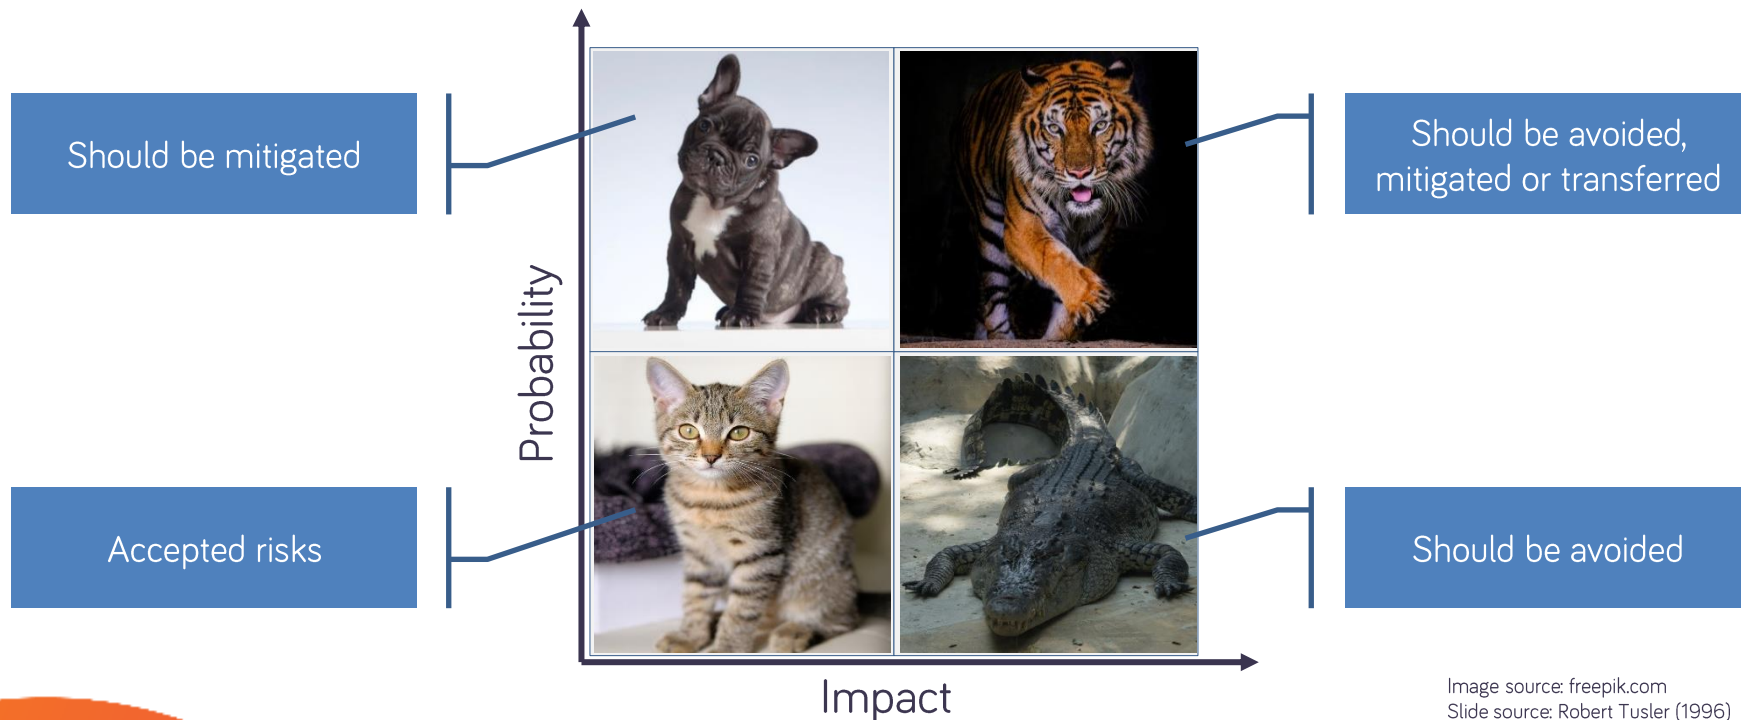 Should be mitigated
Should be avoided,
mitigated or transferred
Probability
Accepted risks
Should be avoided
Impact
Image source: freepik.com
Slide source: Robert Tusler (1996)